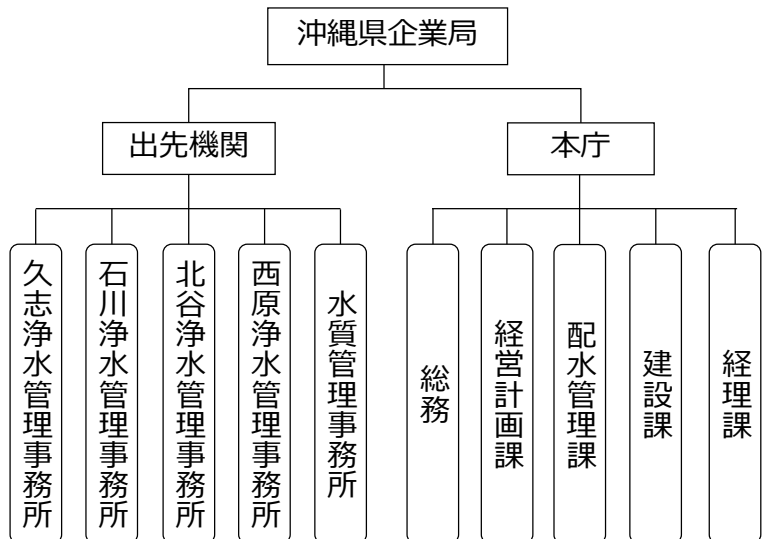 沖縄県企業局
出先機関
本庁
久志浄水管理事務所
石川浄水管理事務所
北谷浄水管理事務所
西原浄水管理事務所
水質管理事務所
総務
経営計画課
配水管理課
建設課
経理課